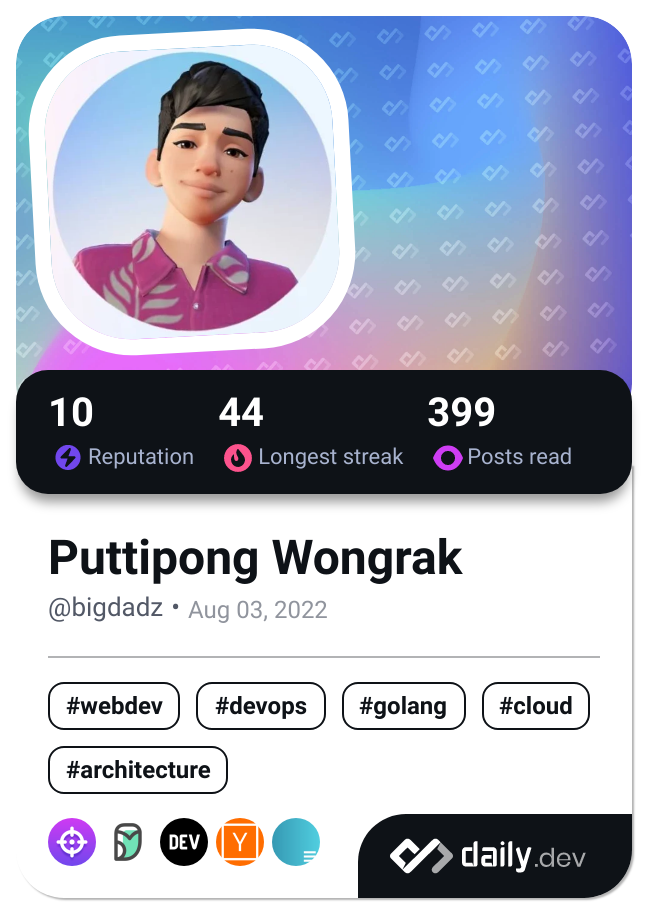 10 44 399
Reputation Longest streak Posts read
Puttipong Wongrak
@bigdadz • Aug 03, 2022
#webdev #devops #golang #cloud
#architecture
DEV Y daily.dev